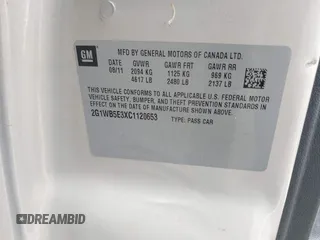 GM
MFD BY GENERAL MOTORS OF CANADA LTD.
DATE GVWR GAWR FRT GAWR RR
08/11 2094 KG 1125 KG 969 KG
4617 LB 2480 LB 2137 LB
THIS VEHICLE CONFORMS TO ALL APPLICABLE U.S. FEDERAL MOTOR
VEHICLE SAFETY, BUMPER, AND THEFT PREVENTION STANDARDS IN
EFFECT ON THE DATE OF MANUFACTURE SHOWN ABOVE.
2G1WB5E3XC1120653
TYPE: PASS CAR
DREAMBID